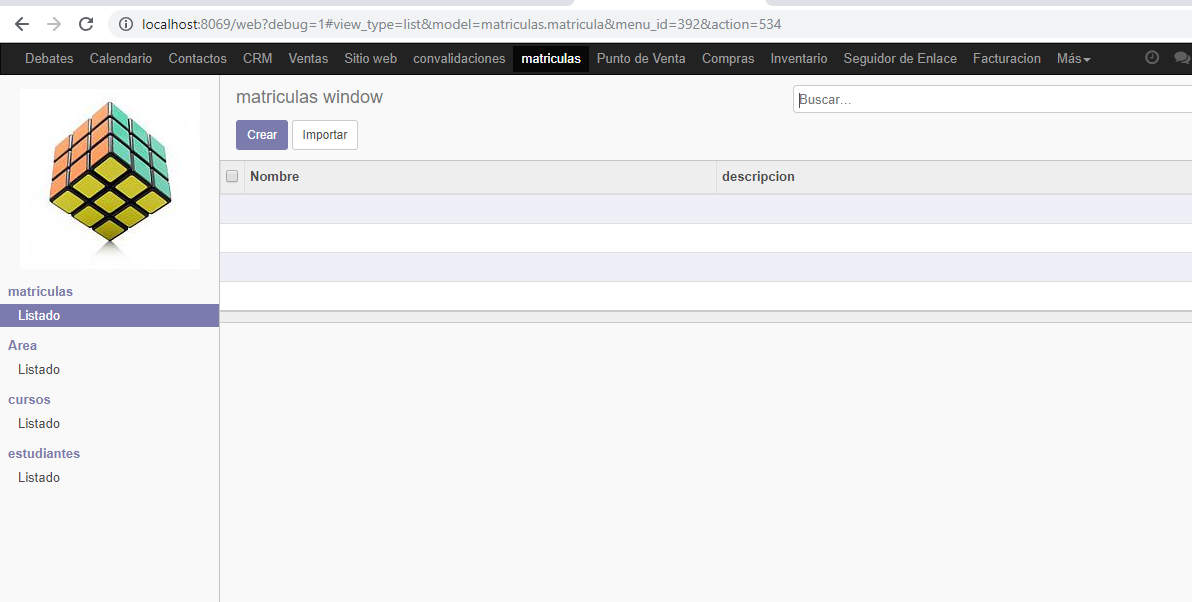 localhost:8069/web?debug=1#view_type=list&model=matriculas.matricula&menu_id=392&action=534
Debates Calendario Contactos CRM Ventas Sitio web convalidaciones matriculas Punto de Venta Compras Inventario Seguidor de Enlace Facturacion Más
matriculas window
Buscar...
Crear Importar
Nombre descripcion
matriculas
Listado
Area
Listado
cursos
Listado
estudiantes
Listado